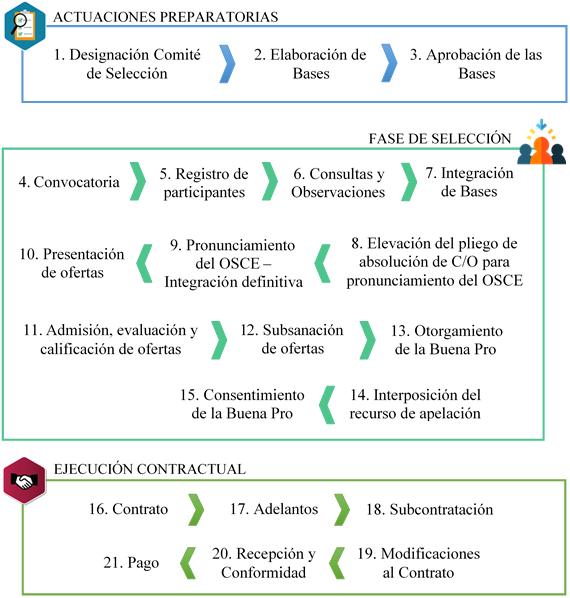 ACTUACIONES PREPARATORIAS
1. Designación Comité
de Selección
2. Elaboración de
Bases
3. Aprobación de las
Bases
FASE DE SELECCIÓN
4. Convocatoria
5. Registro de
participantes
6. Consultas y
Observaciones
7. Integración
de Bases
8. Elevación del pliego de
absolución de C/O para
pronunciamiento del OSCE
9. Pronunciamiento
del OSCE –
Integración definitiva
10. Presentación
de ofertas
11. Admisión, evaluación y
calificación de ofertas
12. Subsanación
de ofertas
13. Otorgamiento
de la Buena Pro
14. Interposición del
recurso de apelación
15. Consentimiento
de la Buena Pro
EJECUCIÓN CONTRACTUAL
16. Contrato
17. Adelantos
18. Subcontratación
19. Modificaciones
al Contrato
20. Recepción y
Conformidad
21. Pago